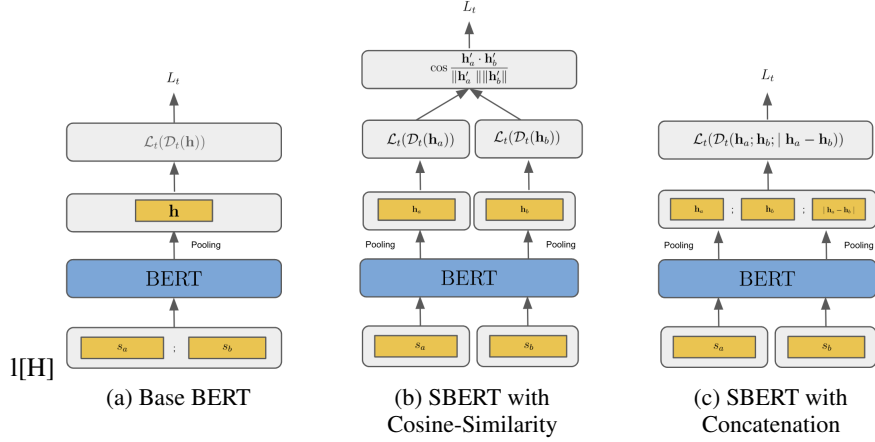 L_t
𝓛_t(𝓓_t(𝐡))
𝐡
Pooling
BERT
s_a ; s_b
(a) Base BERT
L_t
cos 𝐡′_a · 𝐡′_b
‖𝐡′_a ‖‖𝐡′_b‖
𝓛_t(𝓓_t(𝐡_a)) 𝓛_t(𝓓_t(𝐡_b))
𝐡_a 𝐡_b
Pooling Pooling
BERT
s_a s_b
(b) SBERT with
Cosine-Similarity
L_t
𝓛_t(𝓓_t(𝐡_a; 𝐡_b; | 𝐡_a − 𝐡_b))
𝐡_a ; 𝐡_b ; | 𝐡_a − 𝐡_b |
Pooling Pooling
BERT
s_a s_b
(c) SBERT with
Concatenation
l[H]